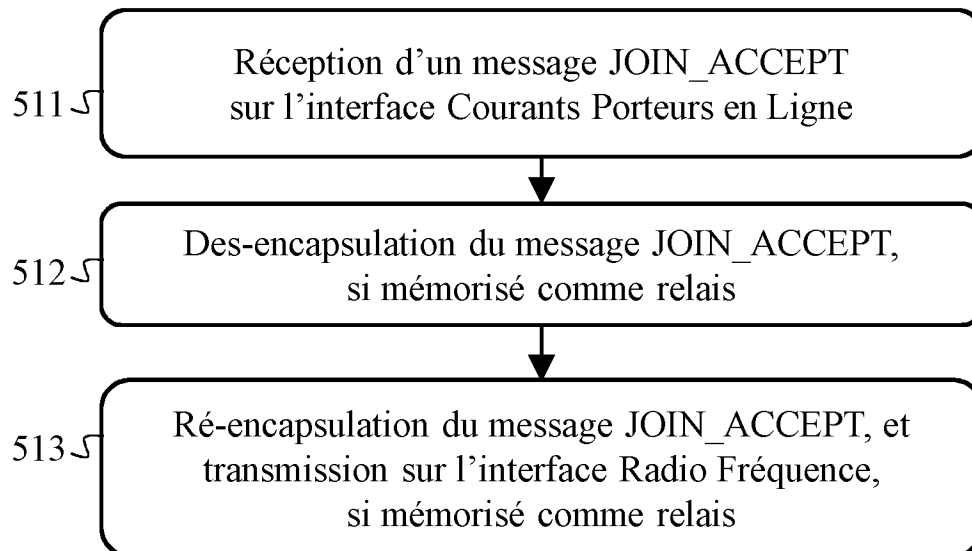 Réception d’un message JOIN_ACCEPT
511 sur l’interface Courants Porteurs en Ligne
Des-encapsulation du message JOIN_ACCEPT,
512 si mémorisé comme relais
Ré-encapsulation du message JOIN_ACCEPT, et
513 transmission sur l’interface Radio Fréquence,
si mémorisé comme relais